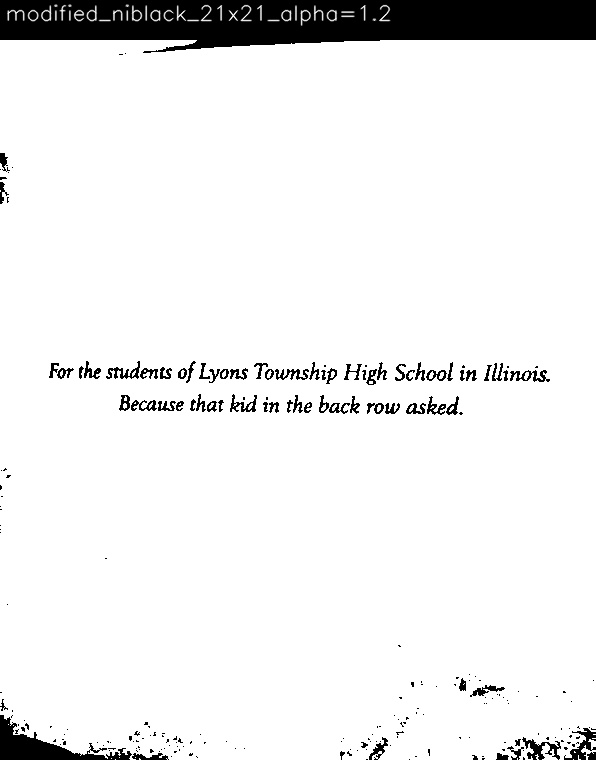 modified_niblack_21x21_alpha=1.2
For the students of Lyons Township High School in Illinois.
Because that kid in the back row asked.